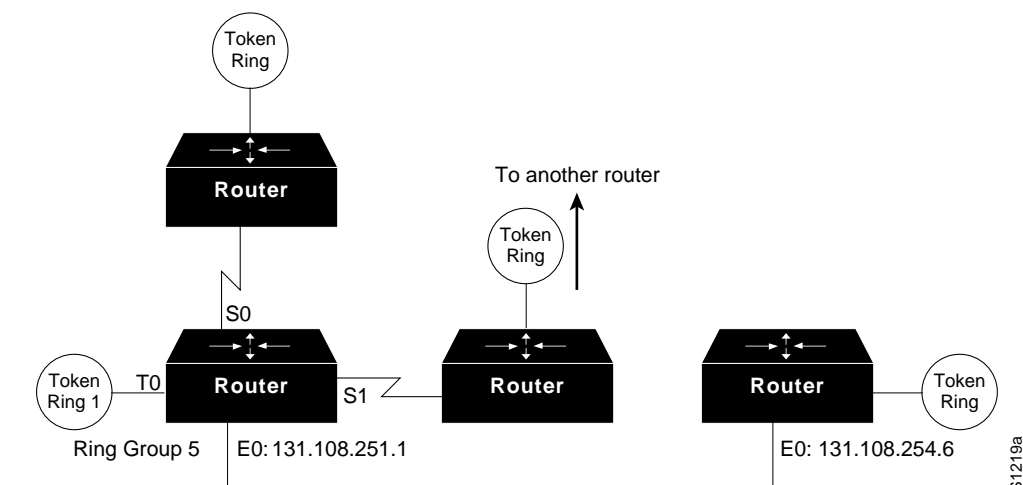 Token
Ring
Router
To another router
Token
Ring
S0
Token
Ring 1
T0
Router
S1
Router
Router
Token
Ring
Ring Group 5
E0: 131.108.251.1
E0: 131.108.254.6